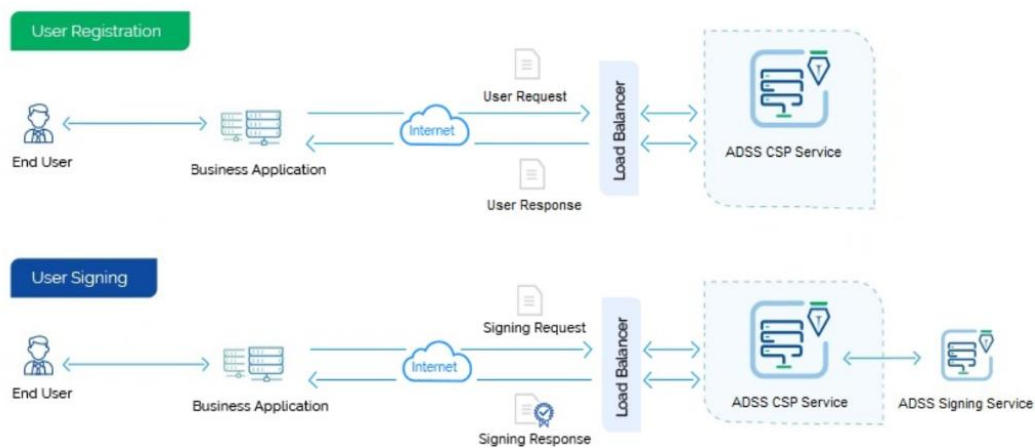 User Registration
User Request
Internet
Load Balancer
End User
Business Application
ADSS CSP Service
User Response
User Signing
Signing Request
Internet
Load Balancer
End User
Business Application
ADSS CSP Service
ADSS Signing Service
Signing Response